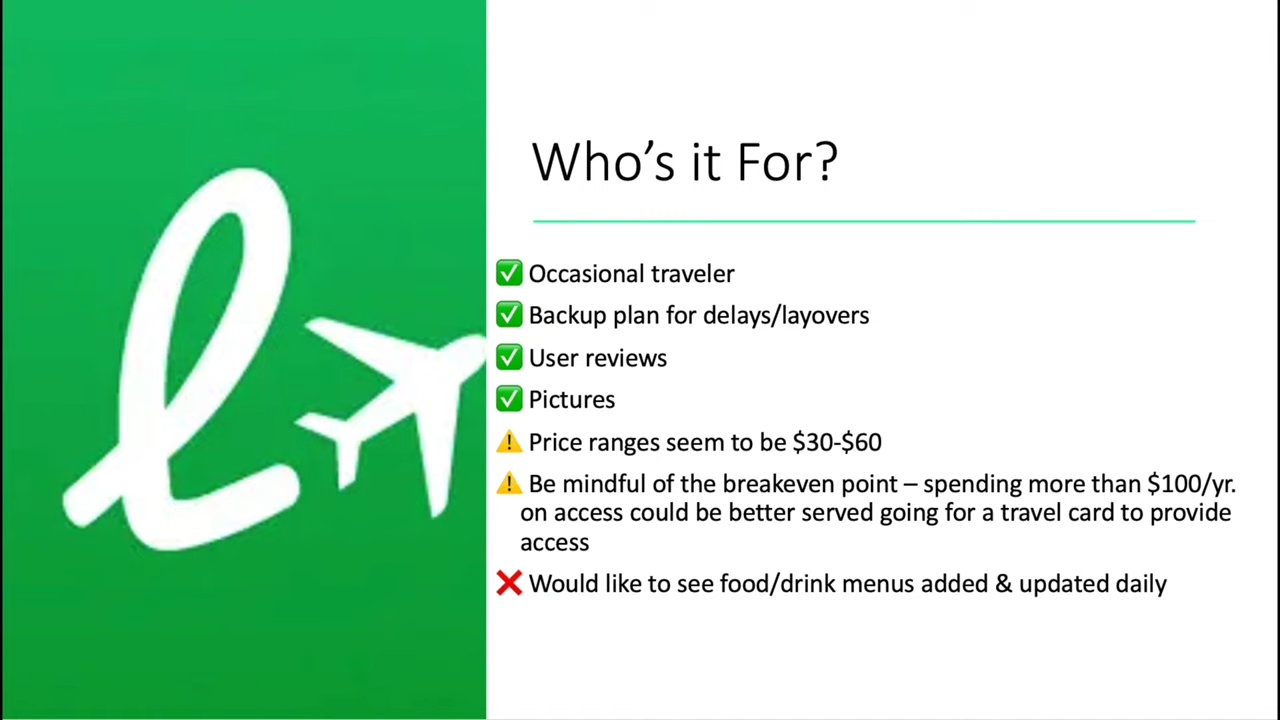 Who's it For?
✅ Occasional traveler
✅ Backup plan for delays/layovers
✅ User reviews
✅ Pictures
⚠️ Price ranges seem to be $30-$60
⚠️ Be mindful of the breakeven point – spending more than $100/yr.
on access could be better served going for a travel card to provide
access
❌ Would like to see food/drink menus added & updated daily